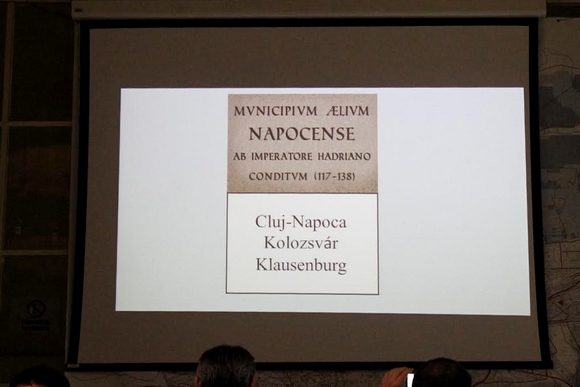 MVNICIPIVM ÆLIVM
NAPOCENSE
AB IMPERATORE HADRIANO
CONDITVM (117-138)
Cluj-Napoca
Kolozsvár
Klausenburg